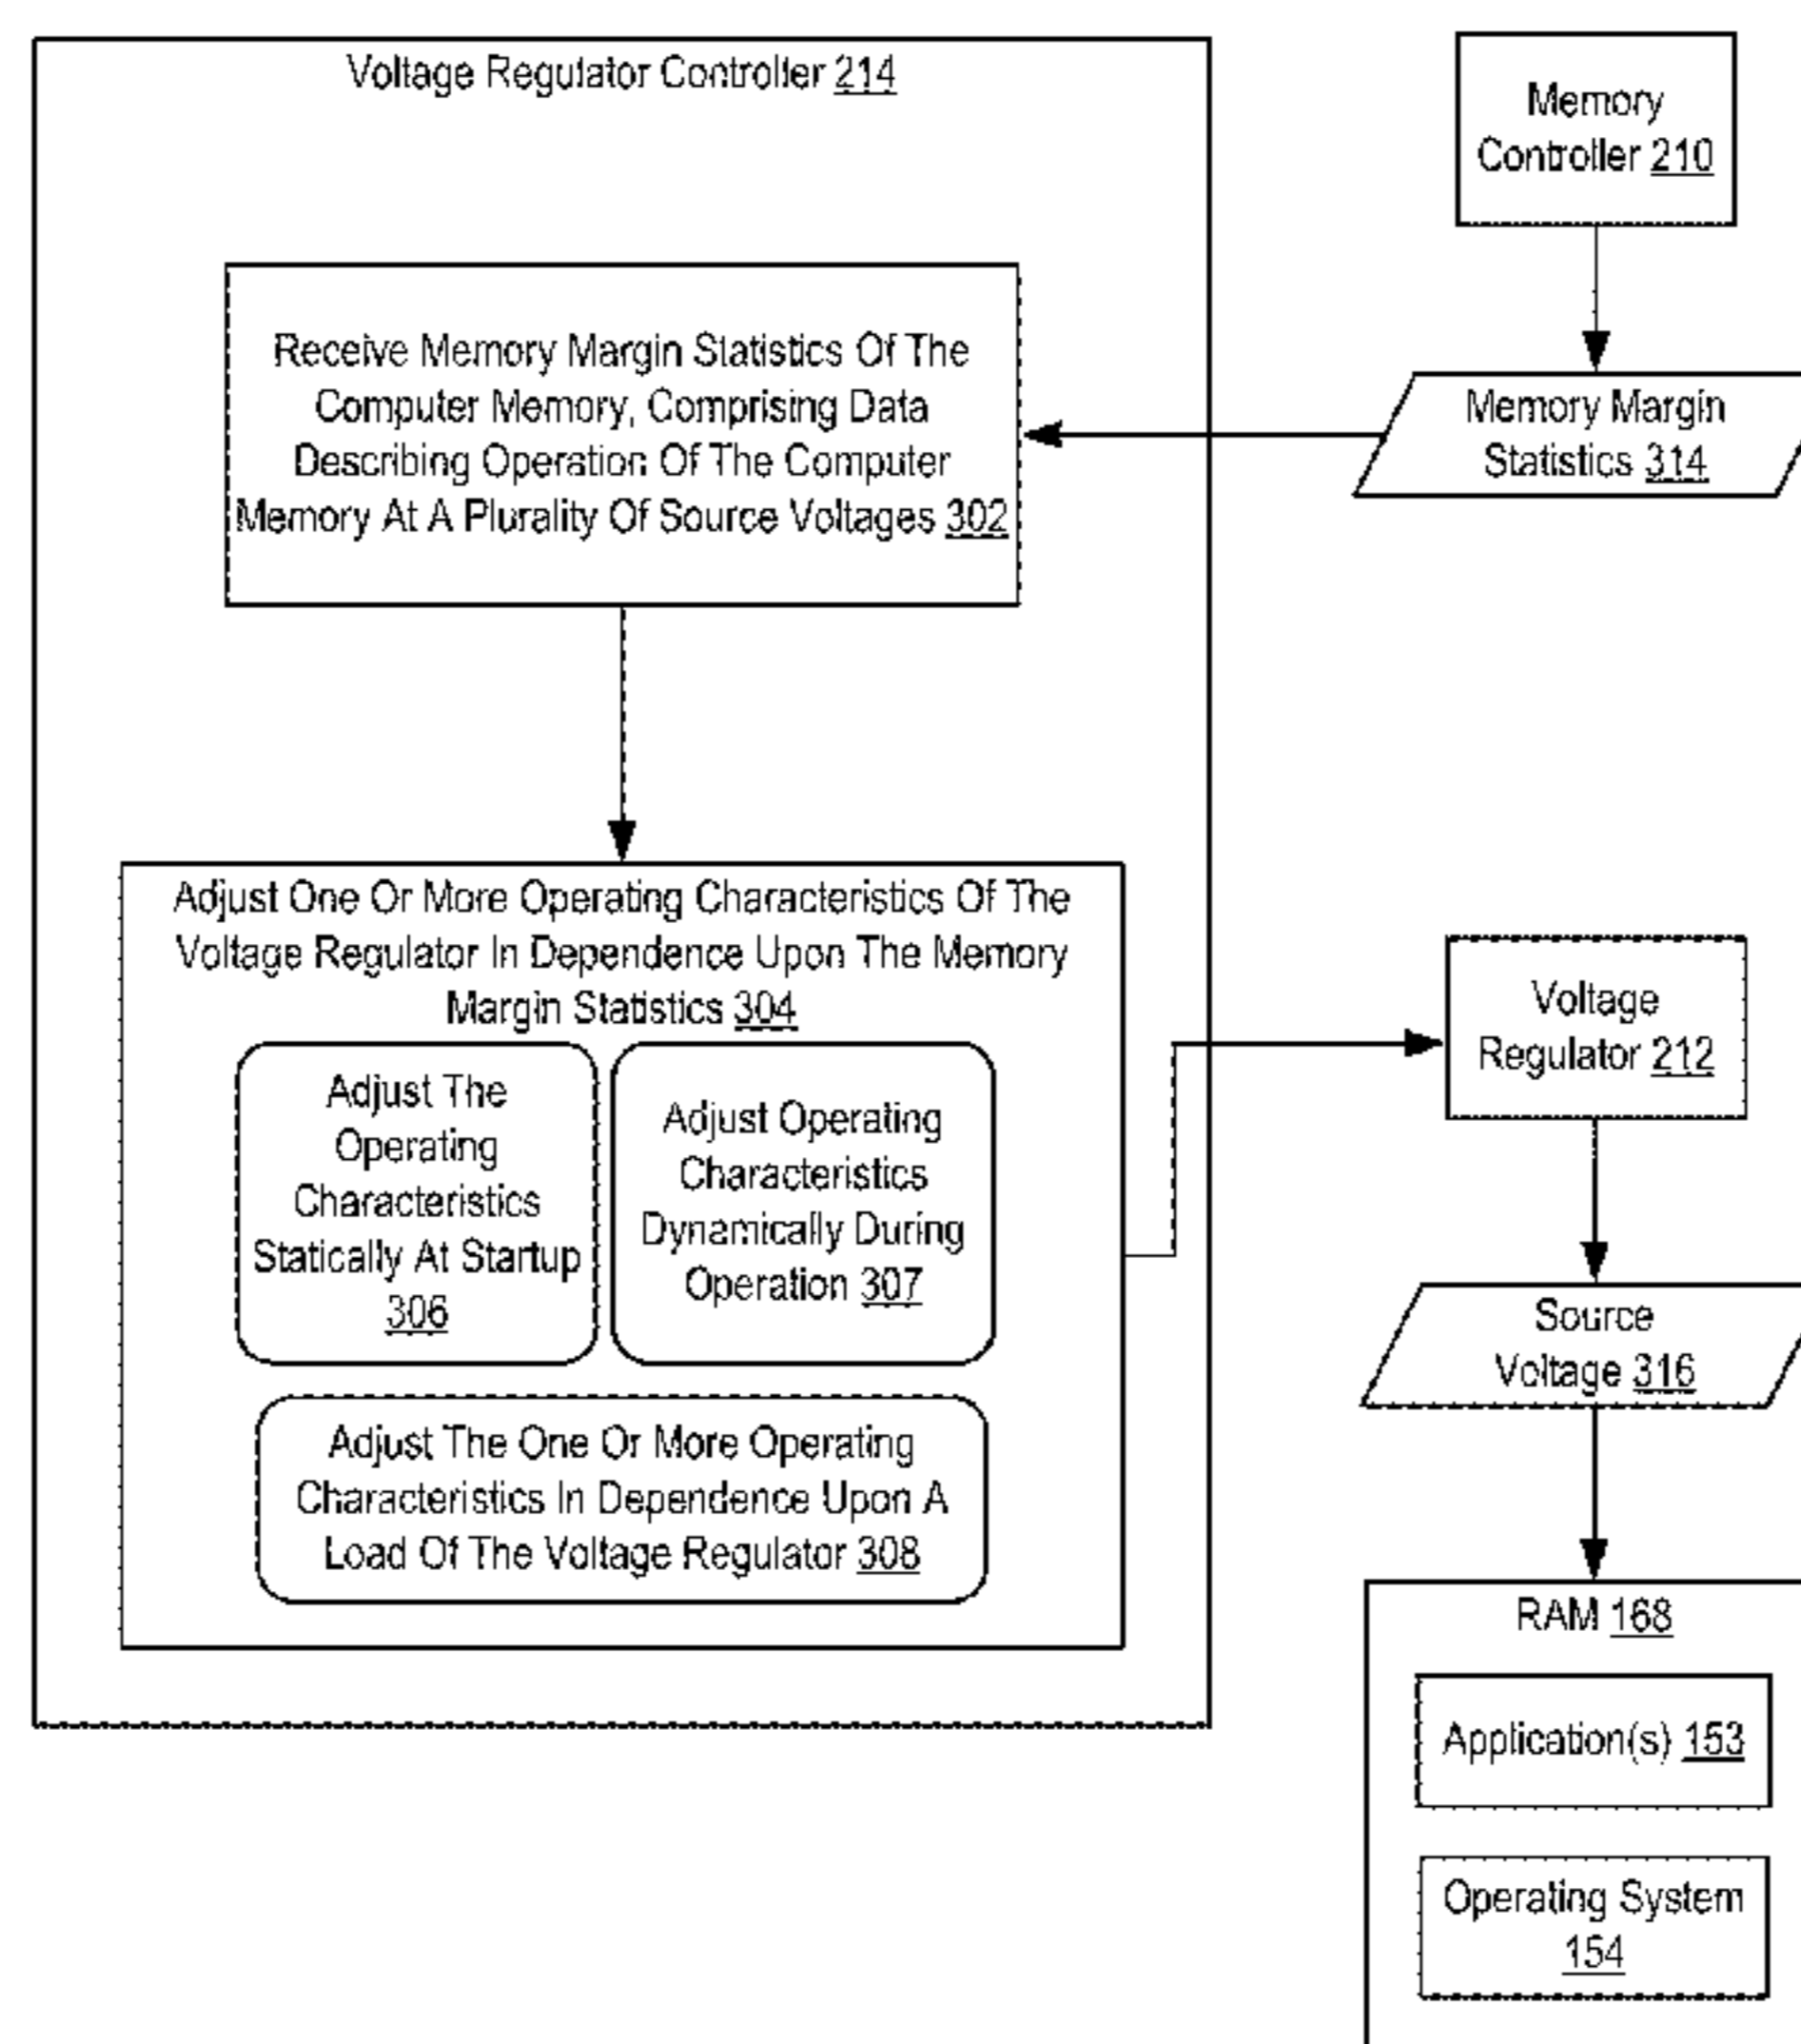 Voltage Regulator Controller 214
Memory
Controller 210
Receive Memory Margin Statistics Of The
Computer Memory, Comprising Data
Describing Operation Of The Computer
Memory At A Plurality Of Source Voltages 302
Memory Margin
Statistics 314
Adjust One Or More Operating Characteristics Of The
Voltage Regulator In Dependence Upon The Memory
Margin Statistics 304
Adjust The
Operating
Characteristics
Statically At Startup
306
Adjust Operating
Characteristics
Dynamically During
Operation 307
Adjust The One Or More Operating
Characteristics In Dependence Upon A
Load Of The Voltage Regulator 308
Voltage
Regulator 212
Source
Voltage 316
RAM 168
Application(s) 153
Operating System
154